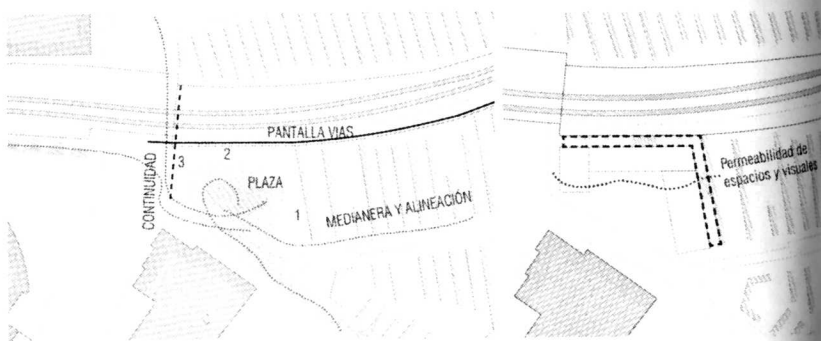 PANTALLA VIAS
CONTINUIDAD
3
2
PLAZA
1
MEDIANERA Y ALINEACIÓN
Permeabilidad de
espacios y visuales